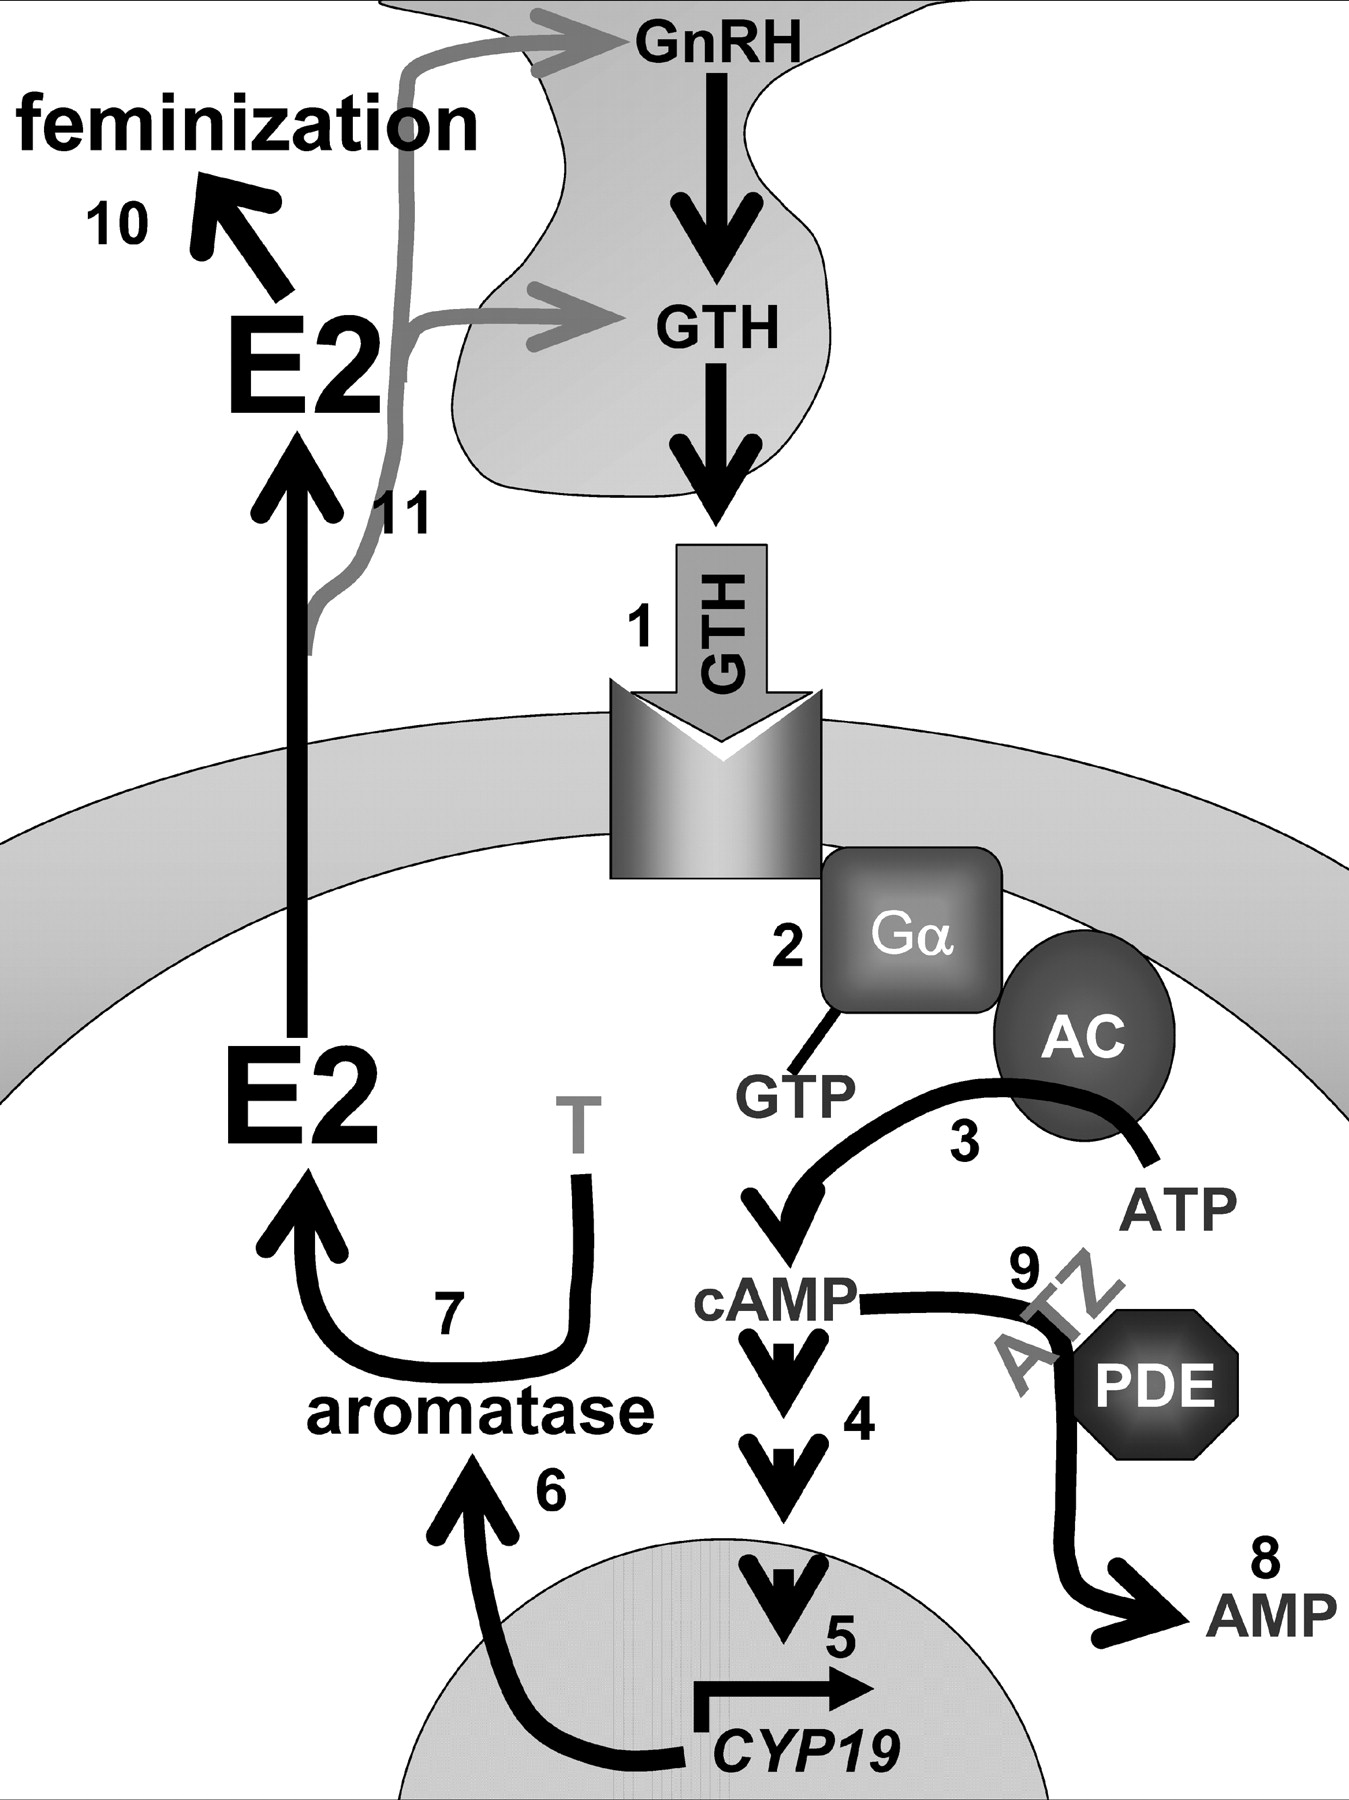 GnRH
feminization
10
GTH
E2
11
GTH
1
Gα
2
AC
E2
GTP
T
3
ATP
9
ATZ
cAMP
7
PDE
aromatase
4
6
8
AMP
5
CYP19